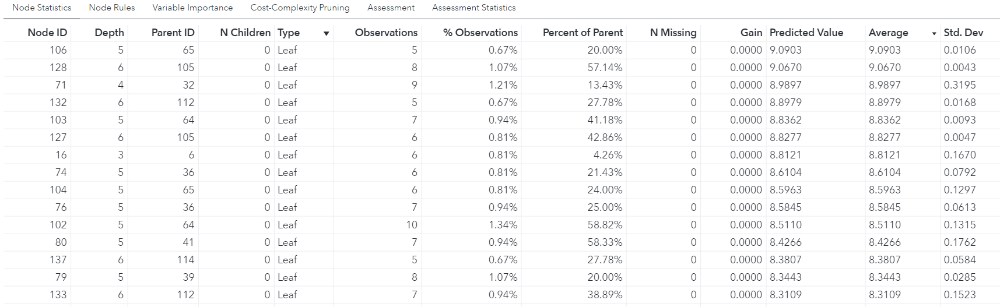 Node Statistics Node Rules Variable Importance Cost-Complexity Pruning Assessment Assessment Statistics
Node ID Depth Parent ID N Children Type ▼ Observations % Observations Percent of Parent N Missing Gain Predicted Value Average ▼ Std. Dev
106 5 65 0 Leaf 5 0.67% 20.00% 0 0.0000 9.0903 9.0903 0.0106
128 6 105 0 Leaf 8 1.07% 57.14% 0 0.0000 9.0670 9.0670 0.0043
71 4 32 0 Leaf 9 1.21% 13.43% 0 0.0000 8.9897 8.9897 0.3195
132 6 112 0 Leaf 5 0.67% 27.78% 0 0.0000 8.8979 8.8979 0.0168
103 5 64 0 Leaf 7 0.94% 41.18% 0 0.0000 8.8362 8.8362 0.0093
127 6 105 0 Leaf 6 0.81% 42.86% 0 0.0000 8.8277 8.8277 0.0047
16 3 6 0 Leaf 6 0.81% 4.26% 0 0.0000 8.8121 8.8121 0.1670
74 5 36 0 Leaf 6 0.81% 21.43% 0 0.0000 8.6104 8.6104 0.0792
104 5 65 0 Leaf 6 0.81% 24.00% 0 0.0000 8.5963 8.5963 0.1297
76 5 36 0 Leaf 7 0.94% 25.00% 0 0.0000 8.5845 8.5845 0.0613
102 5 64 0 Leaf 10 1.34% 58.82% 0 0.0000 8.5110 8.5110 0.1315
80 5 41 0 Leaf 7 0.94% 58.33% 0 0.0000 8.4266 8.4266 0.1762
137 6 114 0 Leaf 5 0.67% 27.78% 0 0.0000 8.3807 8.3807 0.0584
79 5 39 0 Leaf 8 1.07% 20.00% 0 0.0000 8.3443 8.3443 0.0285
133 6 112 0 Leaf 7 0.94% 38.89% 0 0.0000 8.3109 8.3109 0.1523